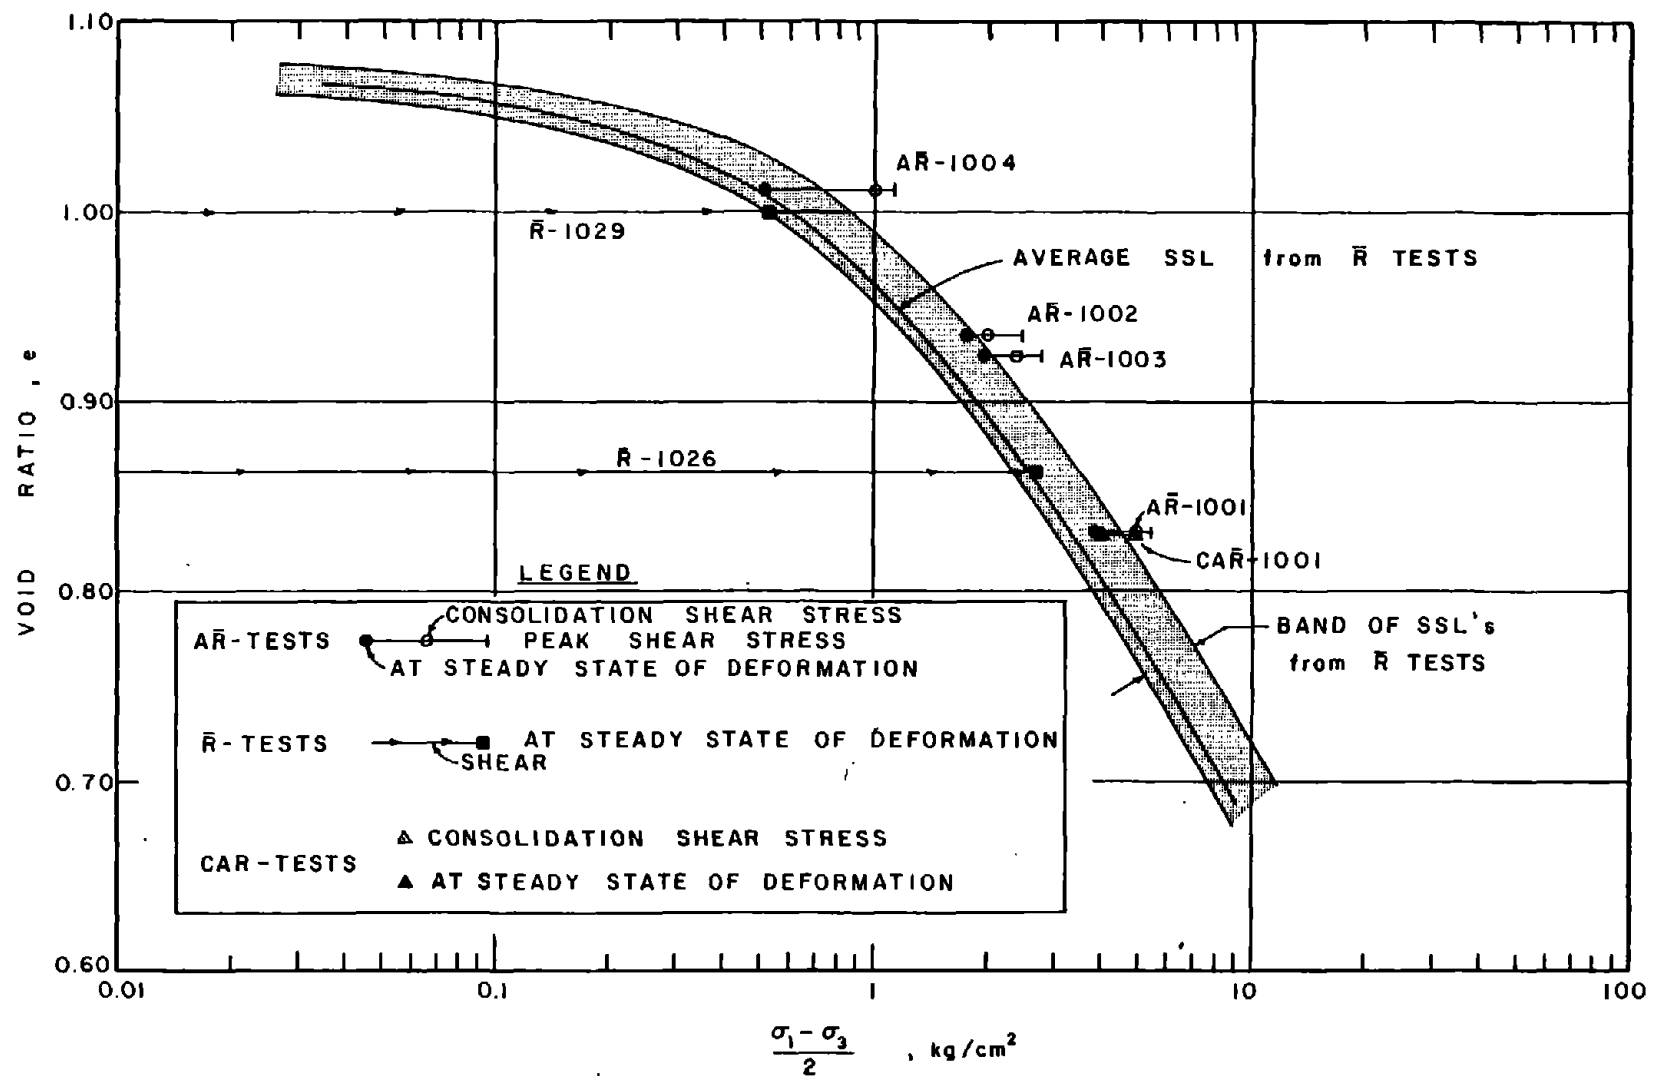 1.10
AR̄-1004
1.00
R̄-1029
AVERAGE SSL from R̄ TESTS
AR̄-1002
AR̄-1003
0.90
R̄-1026
AR̄-1001
CAR̄-1001
LEGEND
0.80
CONSOLIDATION SHEAR STRESS
AR̄-TESTS PEAK SHEAR STRESS
AT STEADY STATE OF DEFORMATION
BAND OF SSL's
from R̄ TESTS
R̄-TESTS AT STEADY STATE OF DEFORMATION
SHEAR
0.70
CONSOLIDATION SHEAR STRESS
CAR-TESTS
AT STEADY STATE OF DEFORMATION
0.60
VOID RATIO, e
0.01 0.1 1 10 100
σ₁ - σ₃
2
, kg/cm²